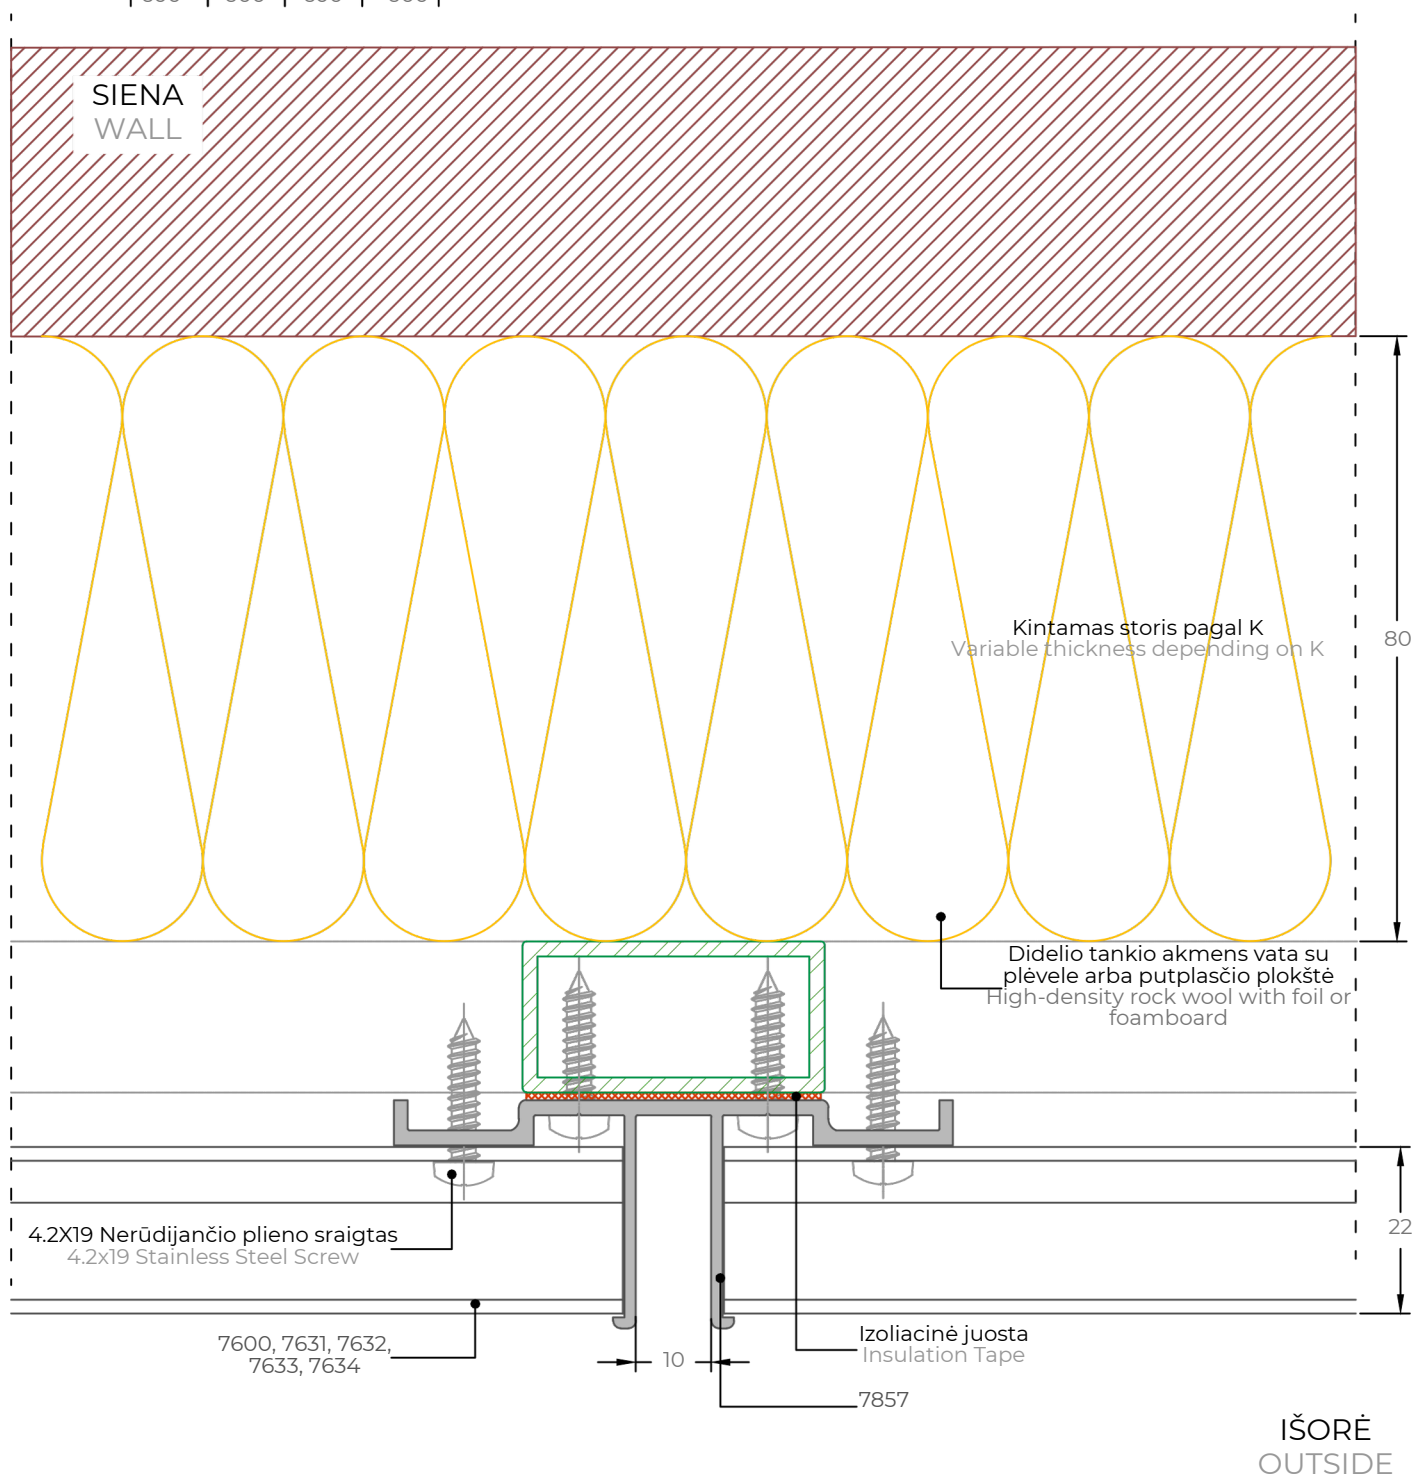 SIENA
WALL
Kintamas storis pagal K
Variable thickness depending on K
80
Didelio tankio akmens vata su
plėvele arba putplasčio plokštė
High-density rock wool with foil or
foamboard
4.2X19 Nerūdijančio plieno sraigtas
4.2x19 Stainless Steel Screw
22
7600, 7631, 7632,
7633, 7634
10
Izoliacinė juosta
Insulation Tape
7857
IŠORĖ
OUTSIDE